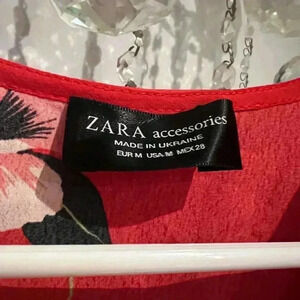 ZARA accessories
MADE IN UKRAINE
EUR M USA M MEX 28